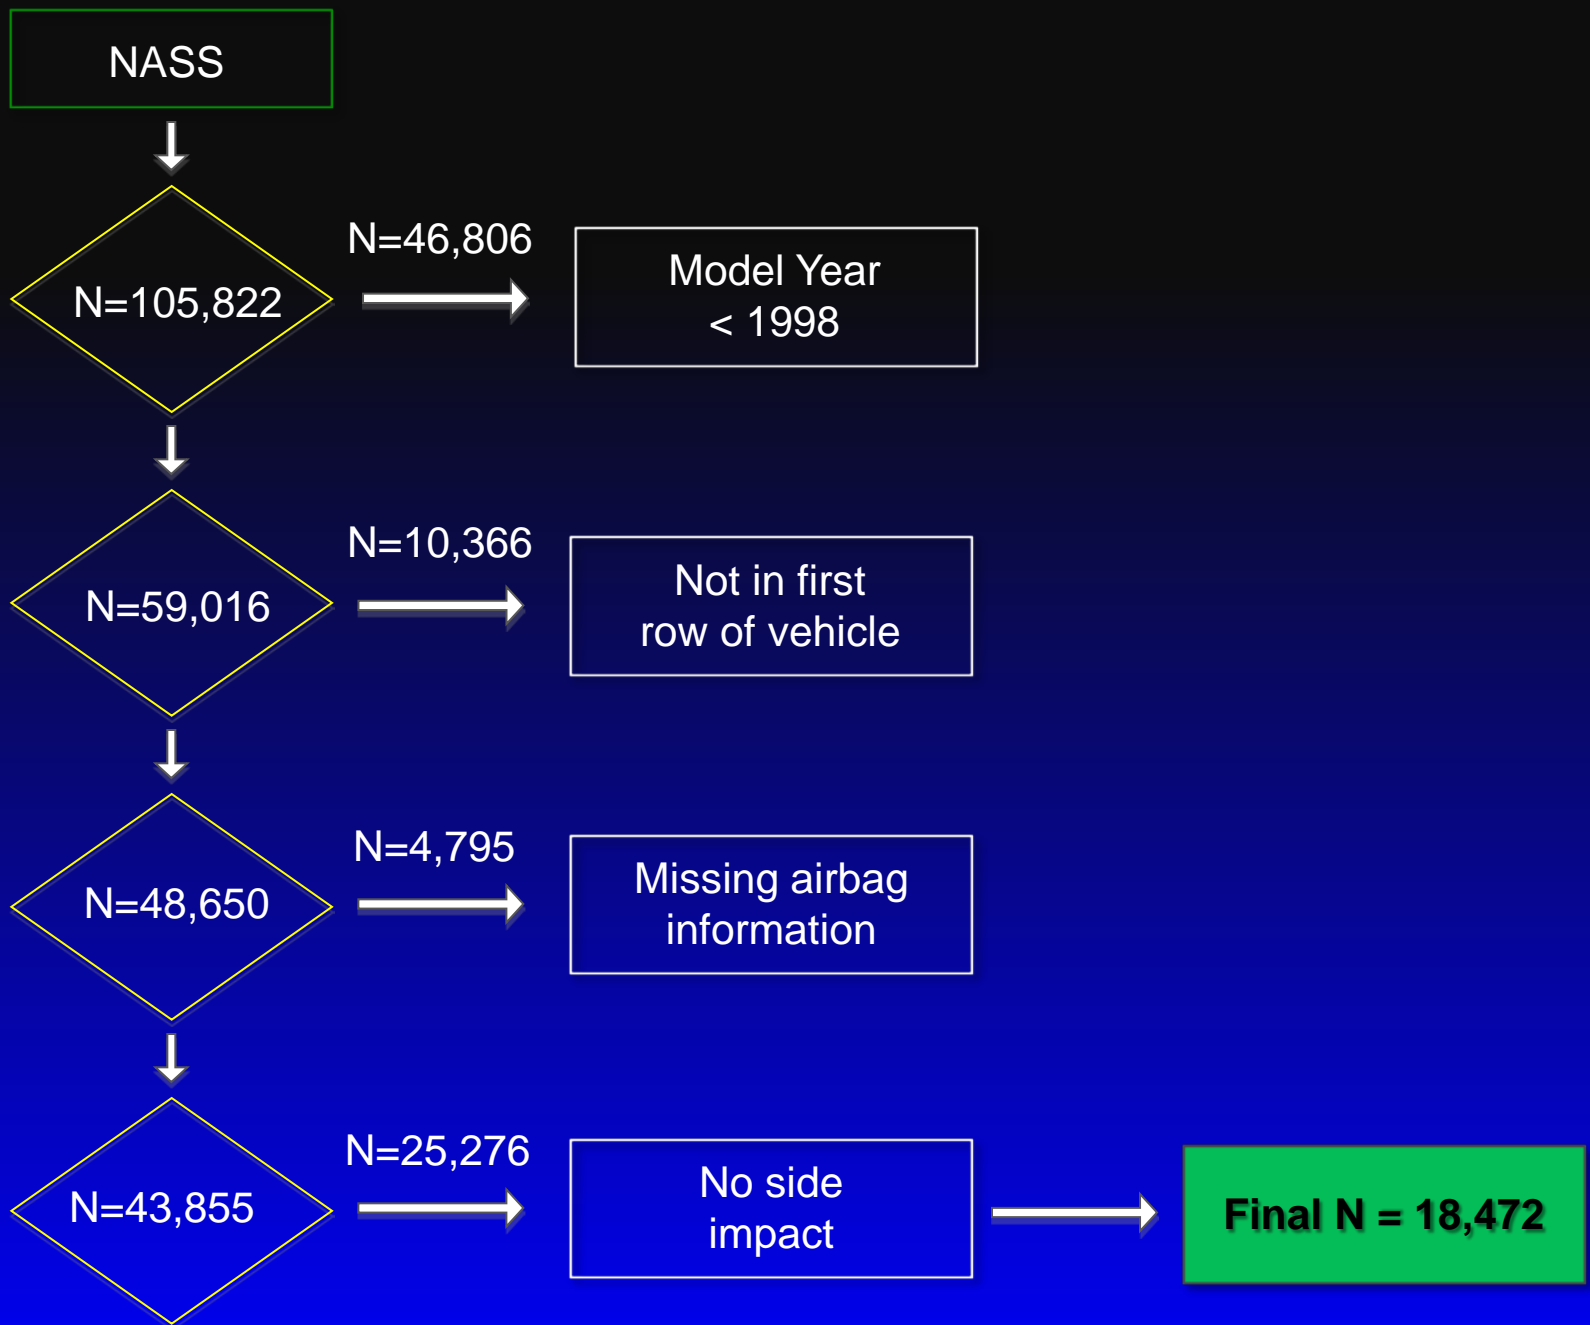 NASS
N=105,822
N=46,806
Model Year
< 1998
N=59,016
N=10,366
Not in first
row of vehicle
N=48,650
N=4,795
Missing airbag
information
N=43,855
N=25,276
No side
impact
Final N = 18,472